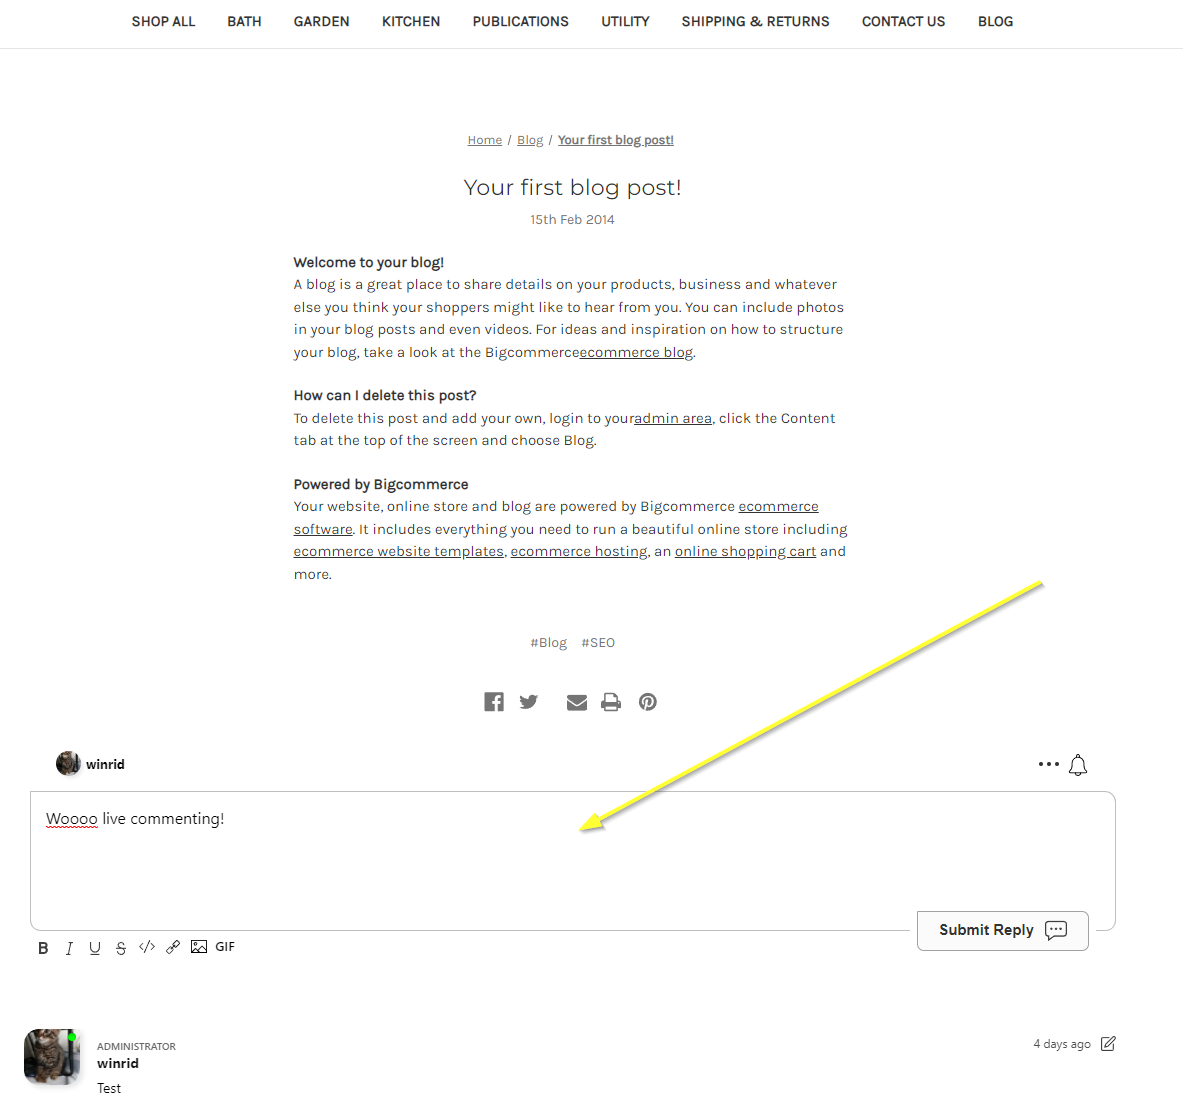 SHOP ALL BATH GARDEN KITCHEN PUBLICATIONS UTILITY SHIPPING & RETURNS CONTACT US BLOG
Home / Blog / Your first blog post!
Your first blog post!
15th Feb 2014
Welcome to your blog!
A blog is a great place to share details on your products, business and whatever
else you think your shoppers might like to hear from you. You can include photos
in your blog posts and even videos. For ideas and inspiration on how to structure
your blog, take a look at the Bigcommerceecommerce blog.
How can I delete this post?
To delete this post and add your own, login to youradmin area, click the Content
tab at the top of the screen and choose Blog.
Powered by Bigcommerce
Your website, online store and blog are powered by Bigcommerce ecommerce
software. It includes everything you need to run a beautiful online store including
ecommerce website templates, ecommerce hosting, an online shopping cart and
more.
#Blog #SEO
winrid
Woooo live commenting!
Submit Reply
B I U S </> GIF
ADMINISTRATOR
4 days ago
winrid
Test